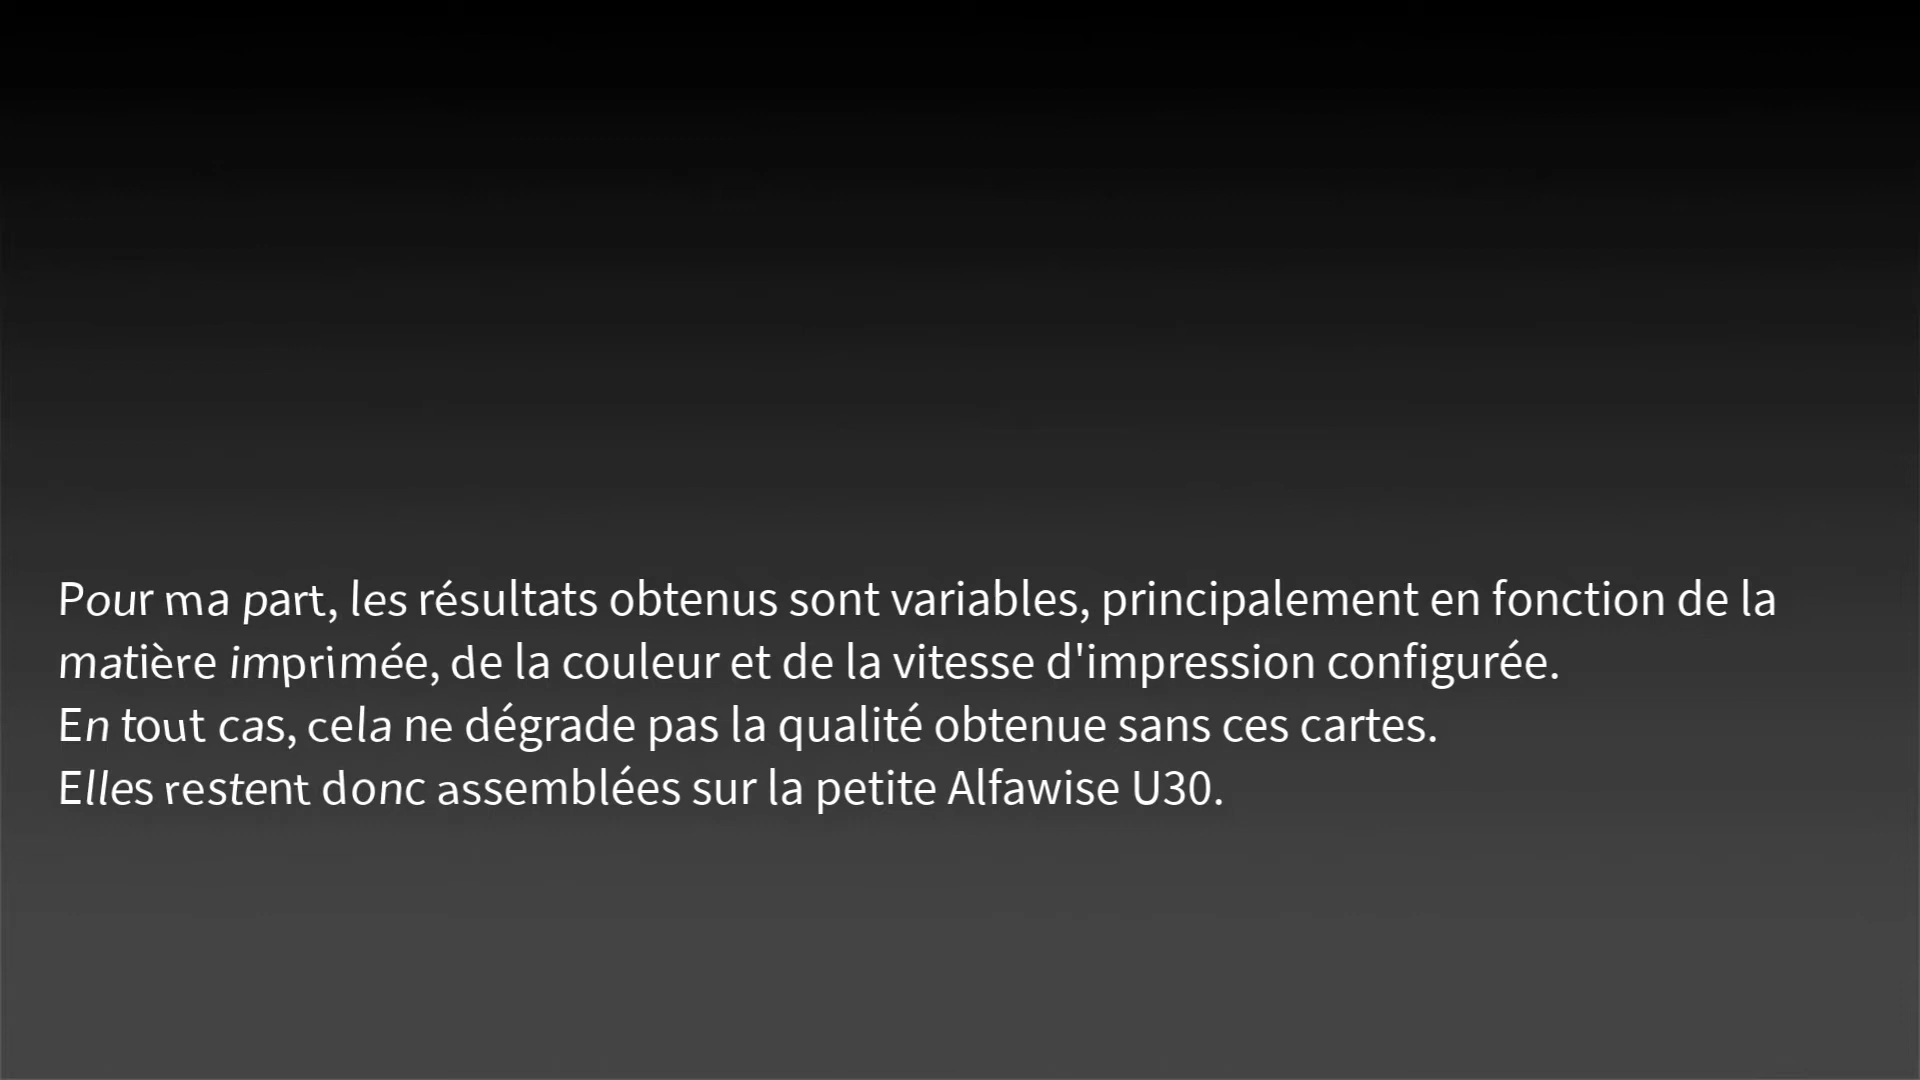 Pour ma part, les résultats obtenus sont variables, principalement en fonction de la
matière imprimée, de la couleur et de la vitesse d'impression configurée.
En tout cas, cela ne dégrade pas la qualité obtenue sans ces cartes.
Elles restent donc assemblées sur la petite Alfawise U30.